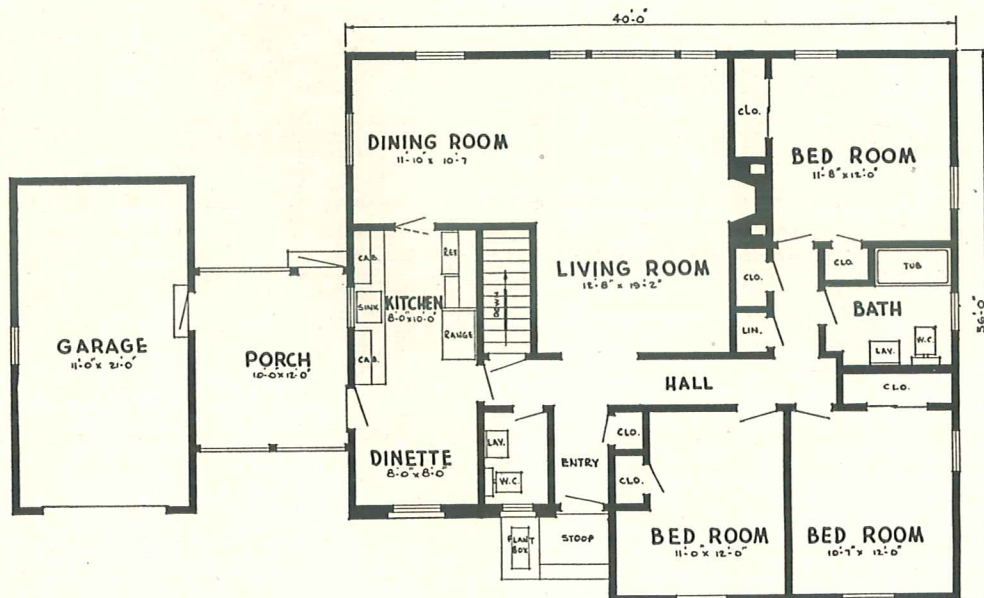 40'-0"
CLO.
DINING ROOM
11'-10" x 10'-7
BED ROOM
11'-8" x 12'-0"
CAB.
REF.
LIVING ROOM
12'-8" x 19'-2"
CLO.
CLO.
TUB
DOWN
SINK
KITCHEN
8'-0" x 10'-0"
BATH
36'-0"
RANGE
LIN.
LAV.
W.C.
GARAGE
11'-0" x 21'-0"
PORCH
10'-0" x 12'-0"
CAB.
HALL
CLO.
DINETTE
8'-0" x 8'-0"
LAV.
W.C.
ENTRY
CLO.
CLO.
PLANT
BOX
STOOP
BED ROOM
11'-0" x 12'-0"
BED ROOM
10'-7" x 12'-0"